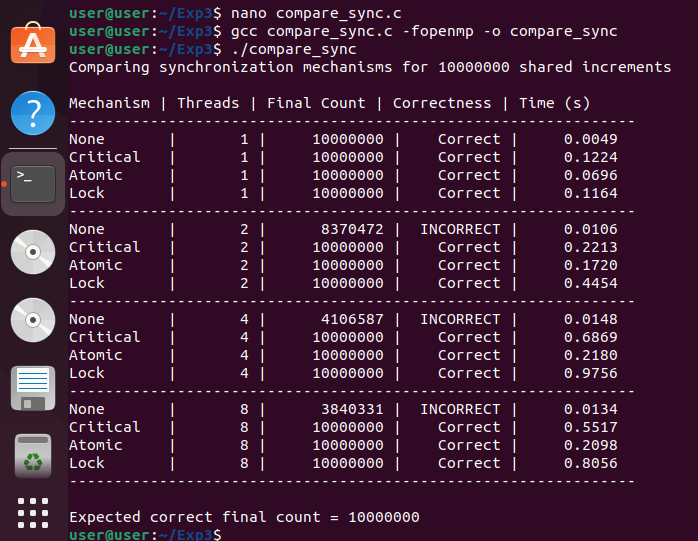 user@user:~/Exp3$ nano compare_sync.c
user@user:~/Exp3$ gcc compare_sync.c -fopenmp -o compare_sync
user@user:~/Exp3$ ./compare_sync
Comparing synchronization mechanisms for 10000000 shared increments

Mechanism | Threads | Final Count | Correctness | Time (s)
---------------------------------------------------------------
None       |       1 |     10000000 |     Correct |     0.0049
Critical   |       1 |     10000000 |     Correct |     0.1224
Atomic     |       1 |     10000000 |     Correct |     0.0696
Lock       |       1 |     10000000 |     Correct |     0.1164
---------------------------------------------------------------
None       |       2 |      8370472 |   INCORRECT |     0.0106
Critical   |       2 |     10000000 |     Correct |     0.2213
Atomic     |       2 |     10000000 |     Correct |     0.1720
Lock       |       2 |     10000000 |     Correct |     0.4454
---------------------------------------------------------------
None       |       4 |      4106587 |   INCORRECT |     0.0148
Critical   |       4 |     10000000 |     Correct |     0.6869
Atomic     |       4 |     10000000 |     Correct |     0.2180
Lock       |       4 |     10000000 |     Correct |     0.9756
---------------------------------------------------------------
None       |       8 |      3840331 |   INCORRECT |     0.0134
Critical   |       8 |     10000000 |     Correct |     0.5517
Atomic     |       8 |     10000000 |     Correct |     0.2098
Lock       |       8 |     10000000 |     Correct |     0.8056
---------------------------------------------------------------

Expected correct final count = 10000000
user@user:~/Exp3$